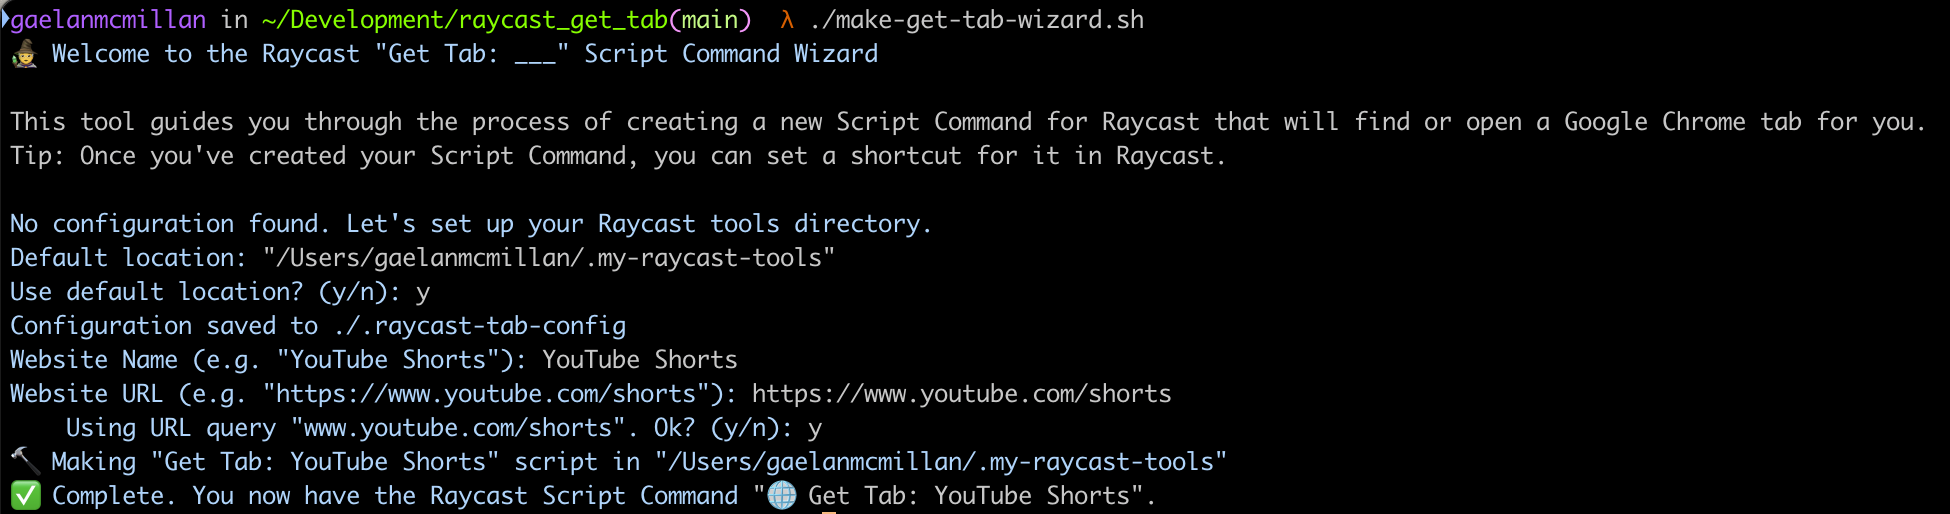 gaelanmcmillan in ~/Development/raycast_get_tab(main) λ ./make-get-tab-wizard.sh
🧙 Welcome to the Raycast "Get Tab: ___" Script Command Wizard
This tool guides you through the process of creating a new Script Command for Raycast that will find or open a Google Chrome tab for you.
Tip: Once you've created your Script Command, you can set a shortcut for it in Raycast.
No configuration found. Let's set up your Raycast tools directory.
Default location: "/Users/gaelanmcmillan/.my-raycast-tools"
Use default location? (y/n): y
Configuration saved to ./.raycast-tab-config
Website Name (e.g. "YouTube Shorts"): YouTube Shorts
Website URL (e.g. "https://www.youtube.com/shorts"): https://www.youtube.com/shorts
Using URL query "www.youtube.com/shorts". Ok? (y/n): y
🔨 Making "Get Tab: YouTube Shorts" script in "/Users/gaelanmcmillan/.my-raycast-tools"
✅ Complete. You now have the Raycast Script Command "🌐 Get Tab: YouTube Shorts".